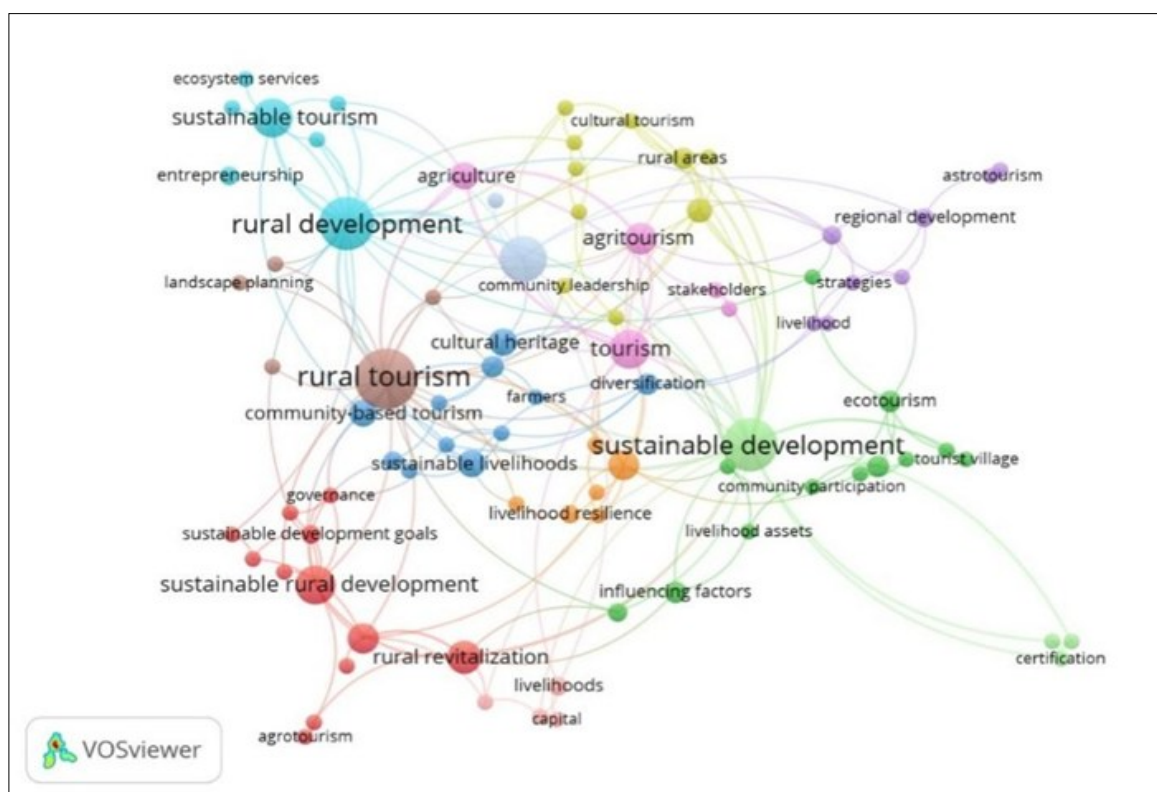 ecosystem services
sustainable tourism
cultural tourism
rural areas
entrepreneurship
agriculture
astrotourism
rural development
regional development
agritourism
landscape planning
community leadership
stakeholders
strategies
livelihood
cultural heritage
tourism
rural tourism
diversification
farmers
community-based tourism
ecotourism
sustainable development
sustainable livelihoods
tourist village
community participation
governance
livelihood resilience
sustainable development goals
livelihood assets
sustainable rural development
influencing factors
rural revitalization
certification
livelihoods
capital
agrotourism
VOSviewer